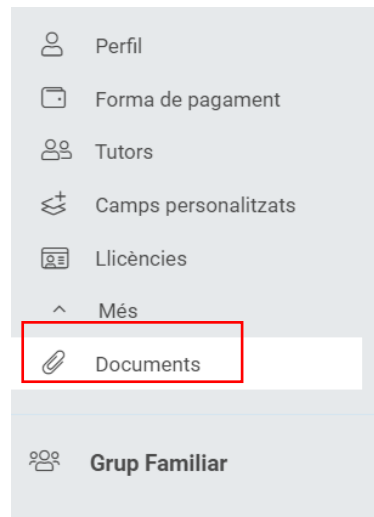 Perfil
Forma de pagament
Tutors
Camps personalitzats
Llicències
Més
Documents
Grup Familiar